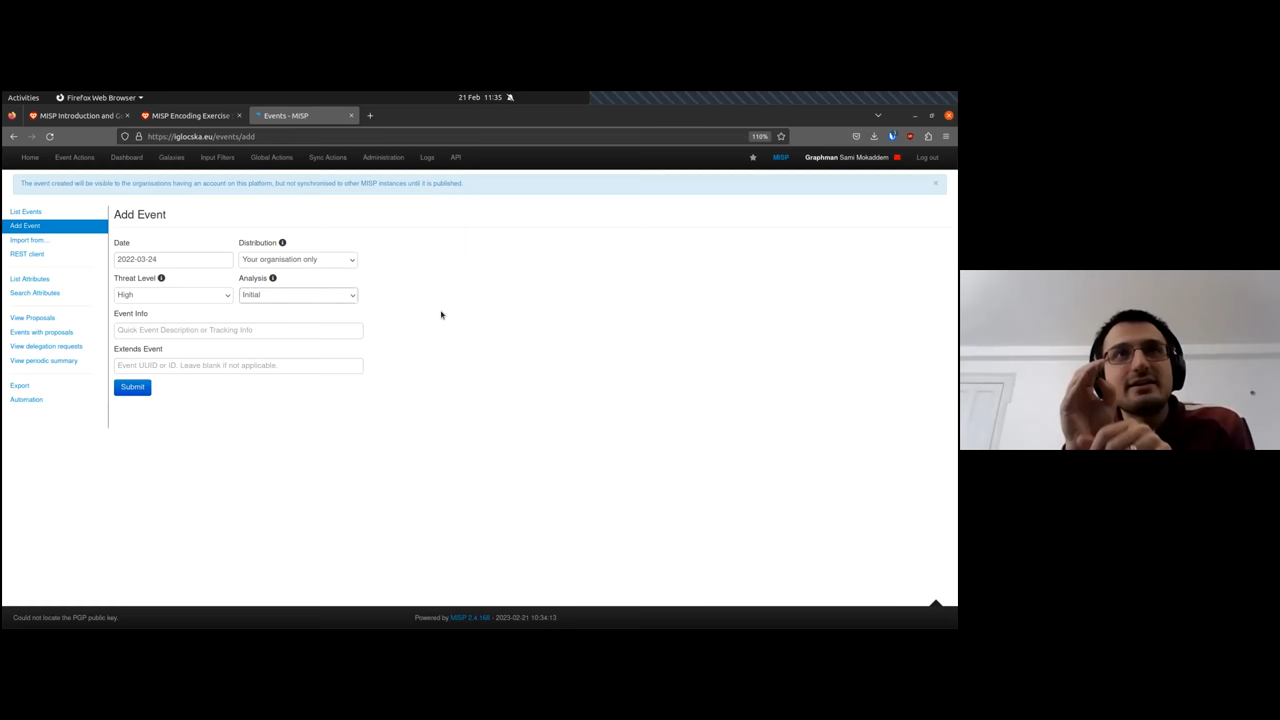 Activities Firefox Web Browser 21 Feb 11:35
MISP Introduction and G MISP Encoding Exercise Events - MISP
https://iglocska.eu/events/add 110%
Home Event Actions Dashboard Galaxies Input Filters Global Actions Sync Actions Administration Logs API MISP Graphman Sami Mokaddem Log out
The event created will be visible to the organisations having an account on this platform, but not synchronised to other MISP instances until it is published.
List Events
Add Event
Import from...
REST client
List Attributes
Search Attributes
View Proposals
Events with proposals
View delegation requests
View periodic summary
Export
Automation
Add Event
Date Distribution
2022-03-24 Your organisation only
Threat Level Analysis
High Initial
Event Info
Quick Event Description or Tracking Info
Extends Event
Event UUID or ID. Leave blank if not applicable.
Submit
Could not locate the PGP public key. Powered by MISP 2.4.168 - 2023-02-21 10:34:13